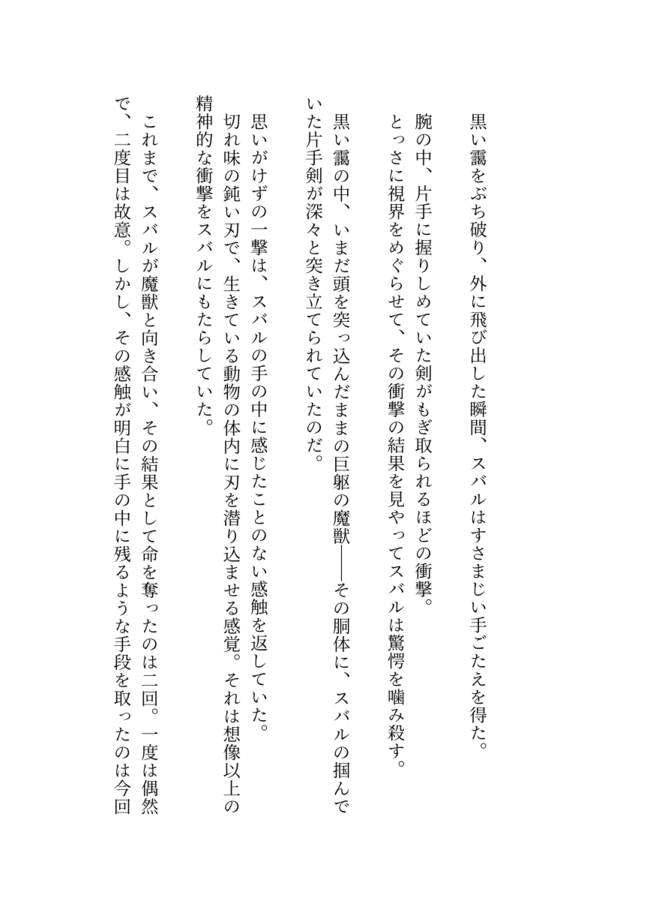 黒い靄をぶち破り、外に飛び出した瞬間、スバルはすさまじい手ごたえを得た。
腕の中、片手に握りしめていた剣がもぎ取られるほどの衝撃。
とっさに視界をめぐらせて、その衝撃の結果を見やってスバルは驚愕を噛み殺す。
黒い靄の中、いまだ頭を突っ込んだままの巨躯の魔獣――その胴体に、スバルの掴んで
いた片手剣が深々と突き立てられていたのだ。
思いがけずの一撃は、スバルの手の中に感じたことのない感触を返していた。
切れ味の鈍い刃で、生きている動物の体内に刃を潜り込ませる感覚。それは想像以上の
精神的な衝撃をスバルにもたらしていた。
これまで、スバルが魔獣と向き合い、その結果として命を奪ったのは二回。一度は偶然
で、二度目は故意。しかし、その感触が明白に手の中に残るような手段を取ったのは今回